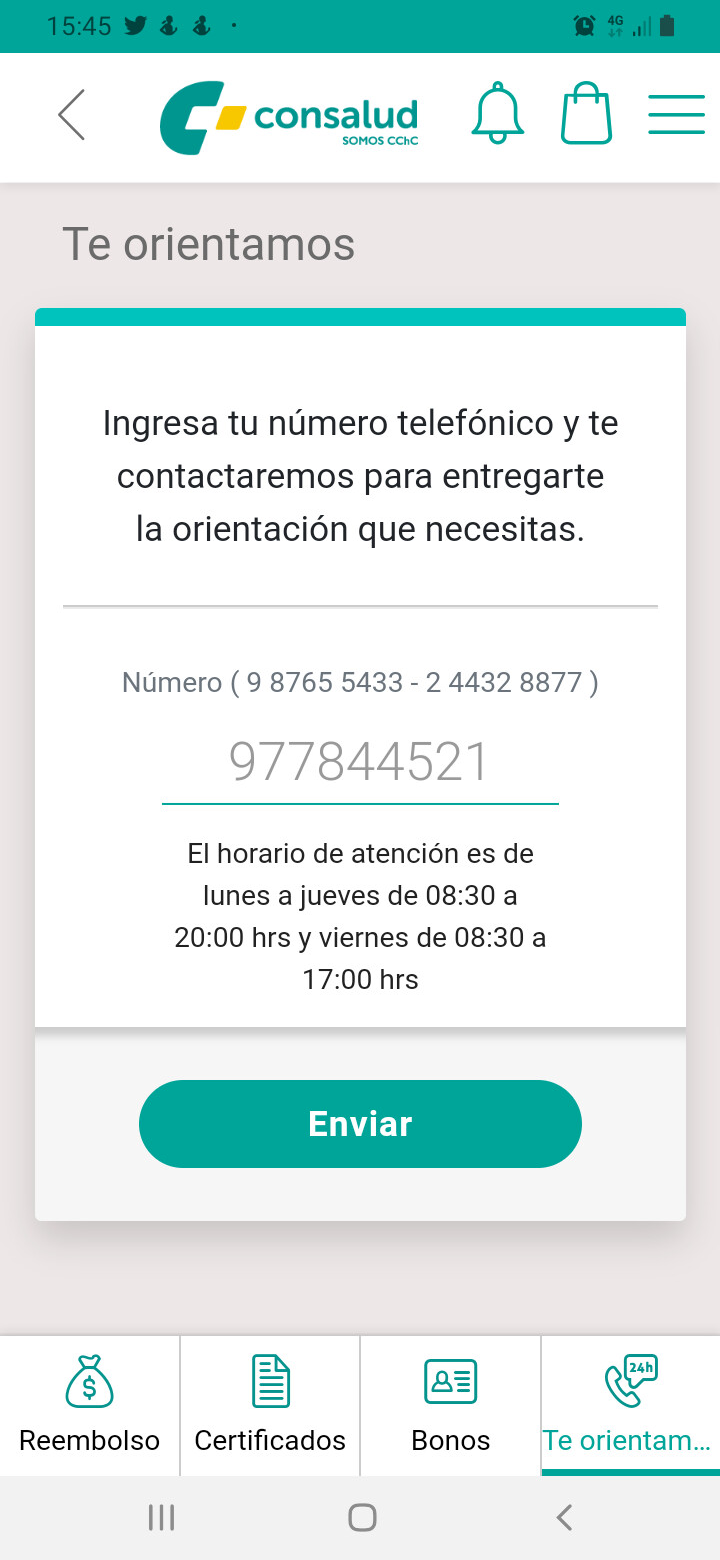 15:45
4G
consalud
SOMOS CChC
Te orientamos
Ingresa tu número telefónico y te
contactaremos para entregarte
la orientación que necesitas.
Número ( 9 8765 5433 - 2 4432 8877 )
977844521
El horario de atención es de
lunes a jueves de 08:30 a
20:00 hrs y viernes de 08:30 a
17:00 hrs
Enviar
$
24h
Reembolso
Certificados
Bonos
Te orientam...